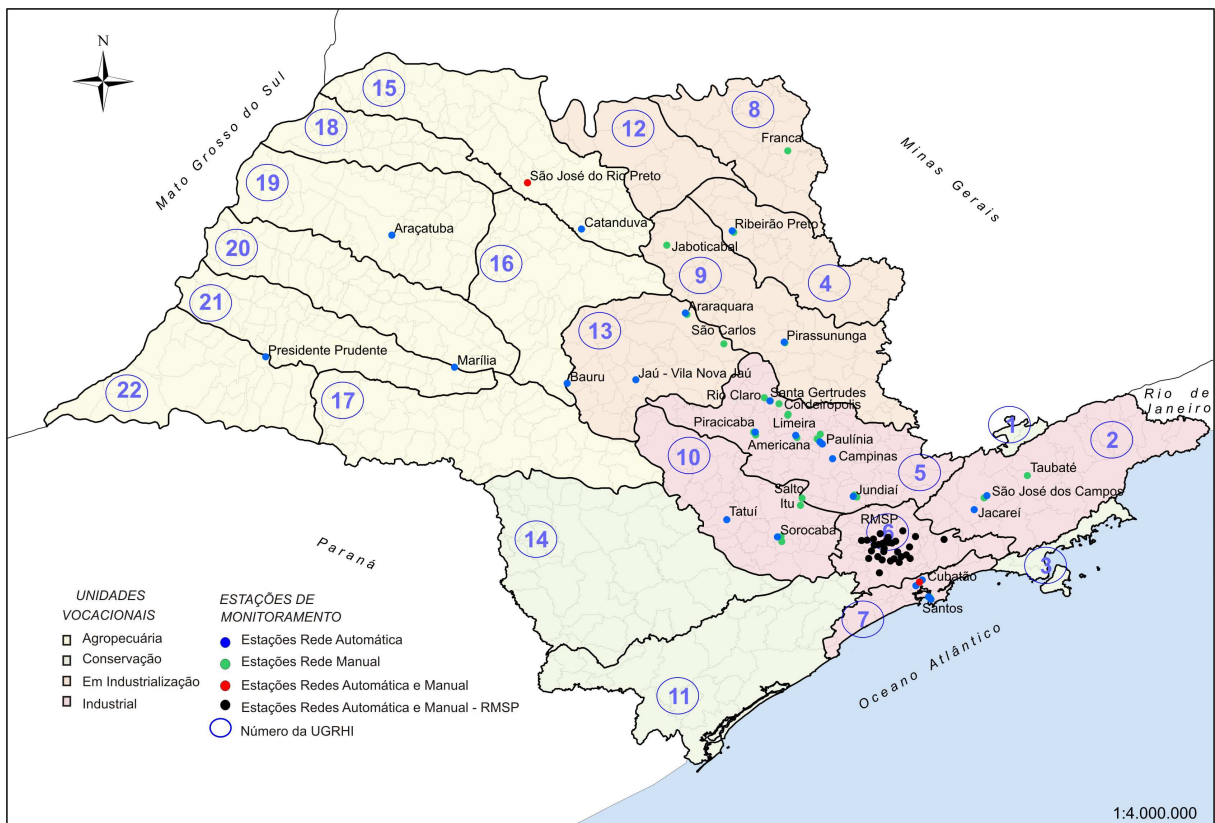 N
Mato Grosso do Sul
15
18
12
8
Franca
Minas Gerais
19
São José do Rio Preto
Araçatuba
Catanduva
Ribeirão Preto
Jaboticabal
20
16
9
4
21
Araraquara
13
São Carlos
Pirassununga
Presidente Prudente
Marília
Bauru
Jaú - Vila Nova Jaú
22
17
Rio Claro
Santa Gertrudes
Cordeirópolis
Rio de
Janeiro
1
2
Piracicaba
Limeira
Americana
Paulínia
10
Campinas
5
Taubaté
Salto
Itu
Jundiaí
São José dos Campos
Jacareí
Tatuí
RMSP
6
14
Sorocaba
Paraná
3
Cubatão
Santos
7
Oceano Atlântico
11
UNIDADES
VOCACIONAIS
Agropecuária
Conservação
Em Industrialização
Industrial
ESTAÇÕES DE
MONITORAMENTO
Estações Rede Automática
Estações Rede Manual
Estações Redes Automática e Manual
Estações Redes Automática e Manual - RMSP
Número da UGRHI
1:4.000.000